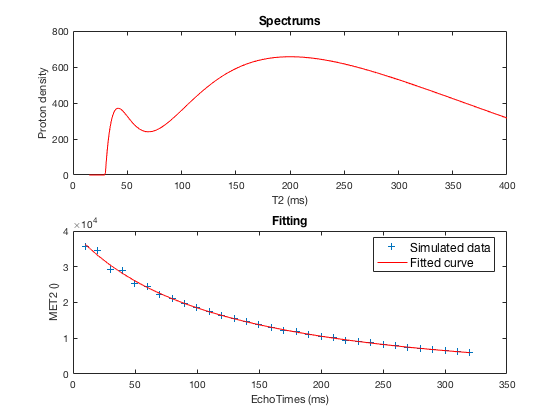 Spectrums
800
600
400
200
0
Proton density
0 50 100 150 200 250 300 350 400
T2 (ms)
Fitting
×10⁴
4
3
2
1
0
MET2 ()
Simulated data
Fitted curve
0 50 100 150 200 250 300 350
EchoTimes (ms)